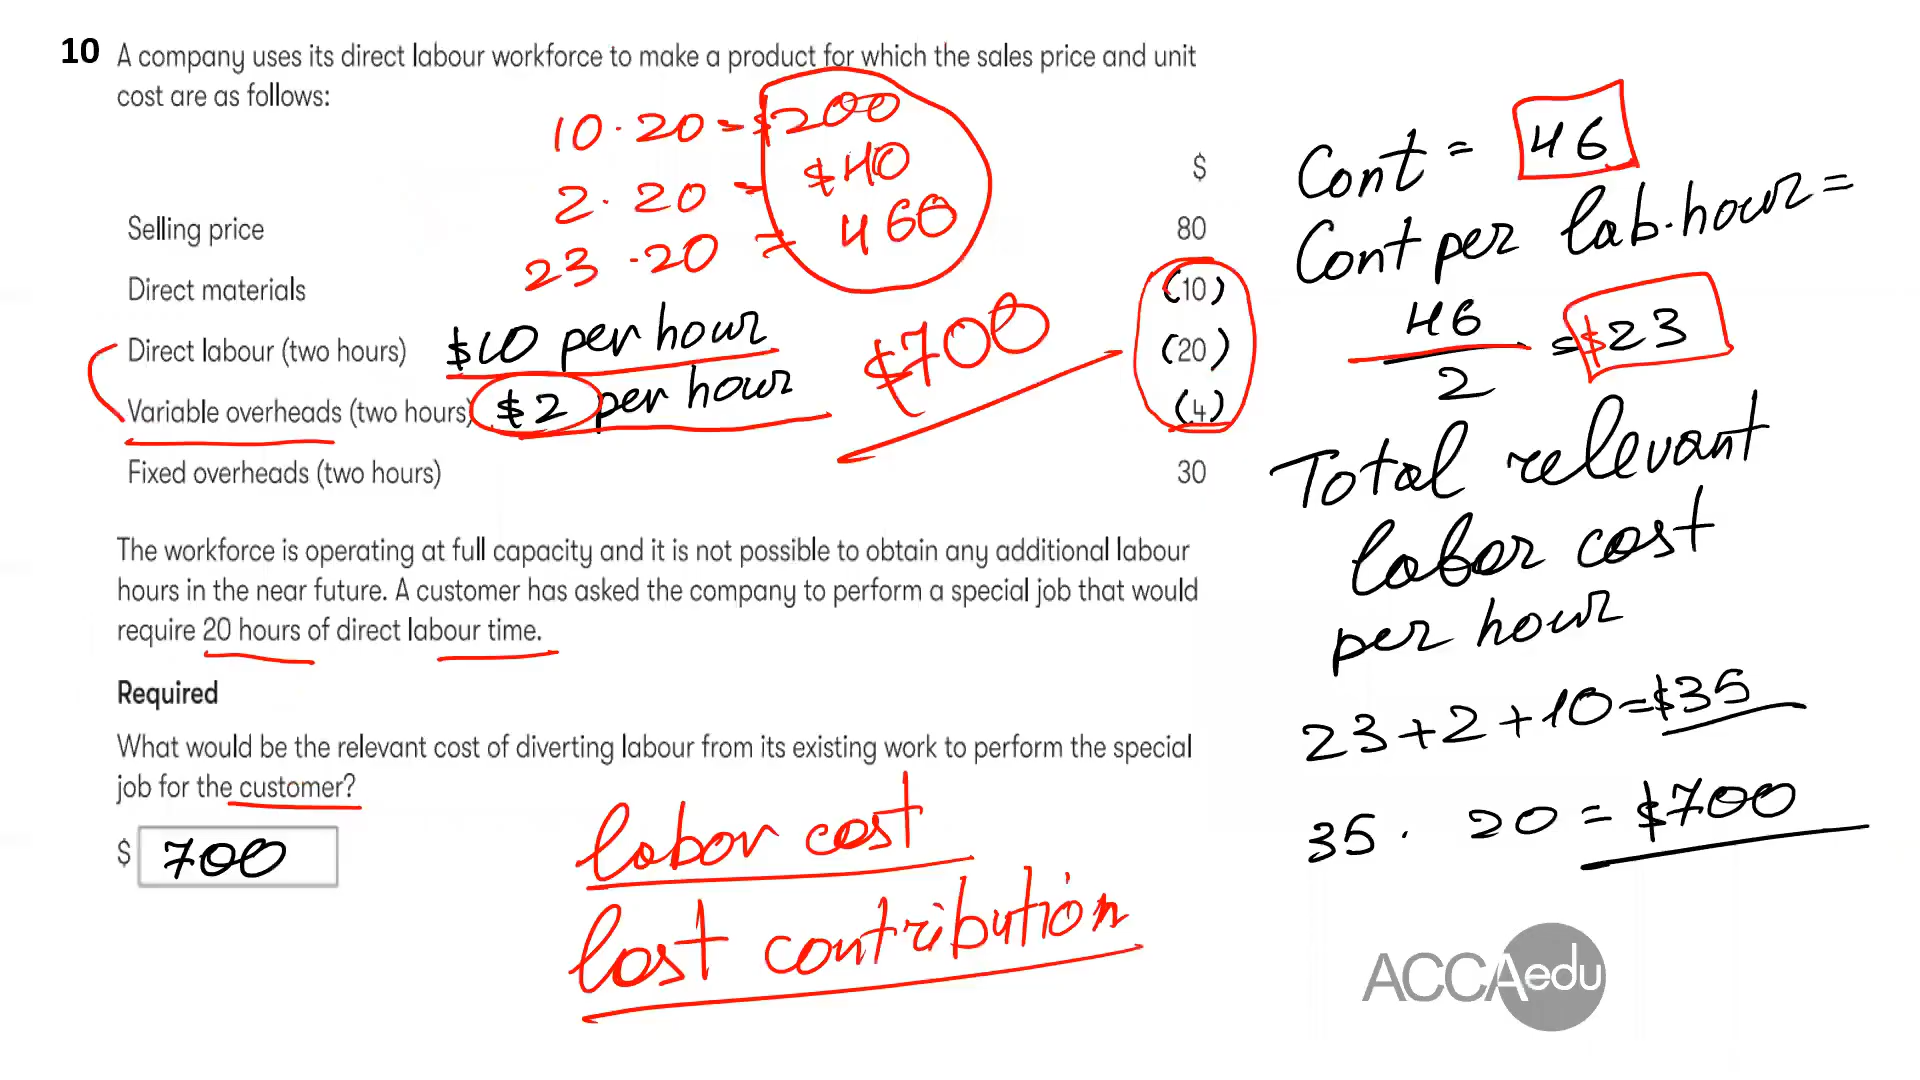 10 A company uses its direct labour workforce to make a product for which the sales price and unit
cost are as follows:
10 · 20 = $200
2 · 20 = $40
23 · 20 = 460
$
Selling price 80
Direct materials (10)
Direct labour (two hours) $10 per hour (20)
Variable overheads (two hours) $2 per hour (4)
$700
Fixed overheads (two hours) 30
The workforce is operating at full capacity and it is not possible to obtain any additional labour
hours in the near future. A customer has asked the company to perform a special job that would
require 20 hours of direct labour time.
Required
What would be the relevant cost of diverting labour from its existing work to perform the special
job for the customer?
$ 700
labor cost
lost contribution
Cont = 46
Cont per lab.hour =
46
2
= $23
Total relevant
labor cost
per hour
23+2+10=$35
35 · 20 = $700
ACCAedu